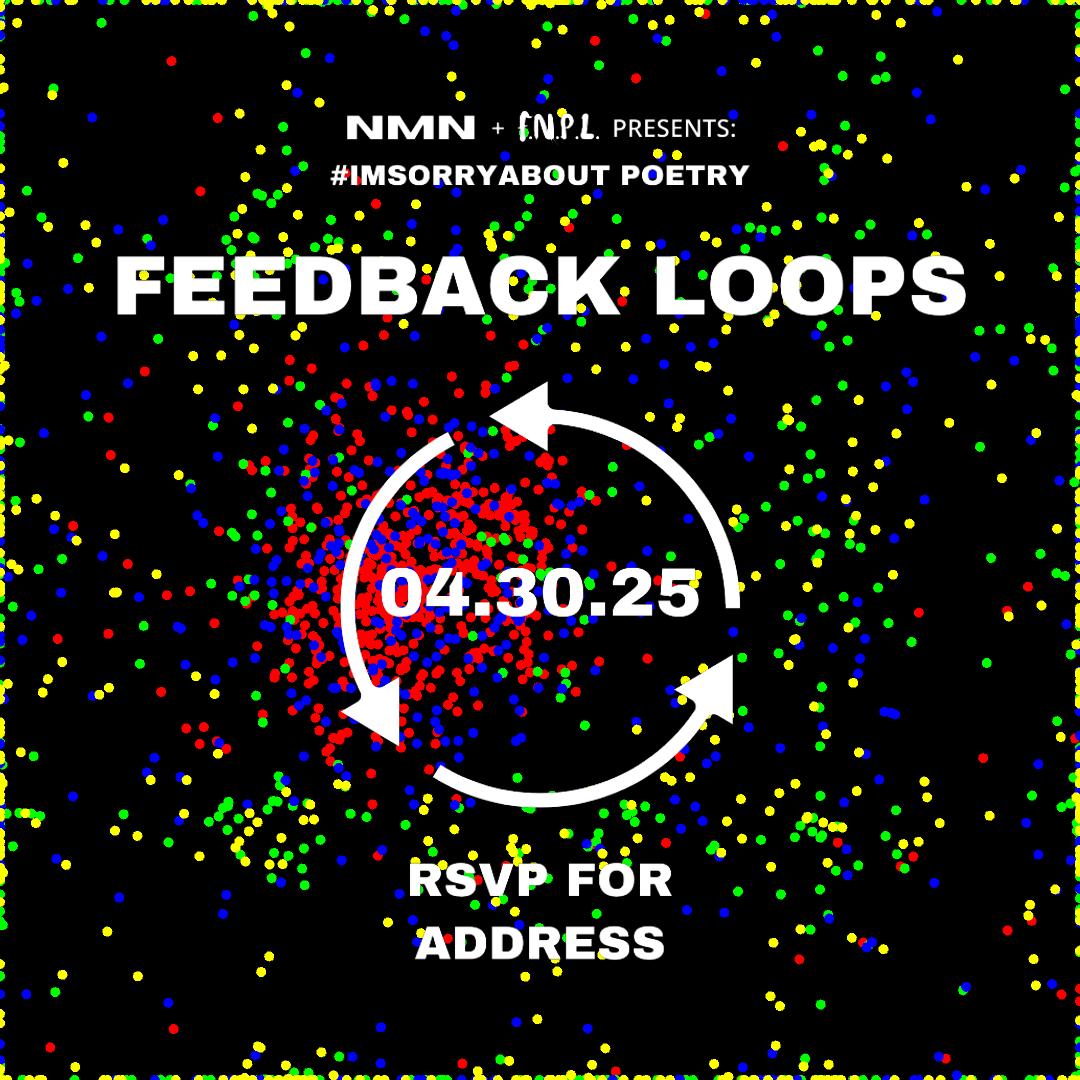 NMN + F.N.P.L. PRESENTS:
#IMSORRYABOUT POETRY
FEEDBACK LOOPS
04.30.25
RSVP FOR
ADDRESS